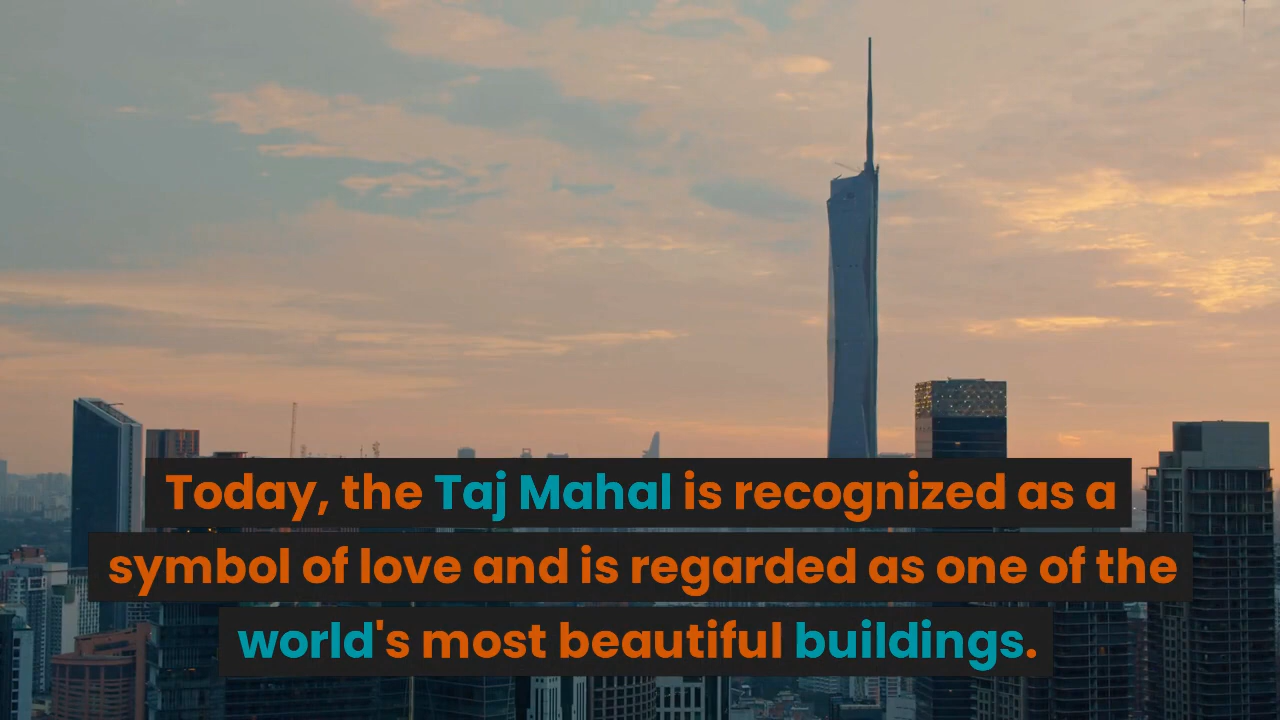 Today, the Taj Mahal is recognized as a
symbol of love and is regarded as one of the
world's most beautiful buildings.